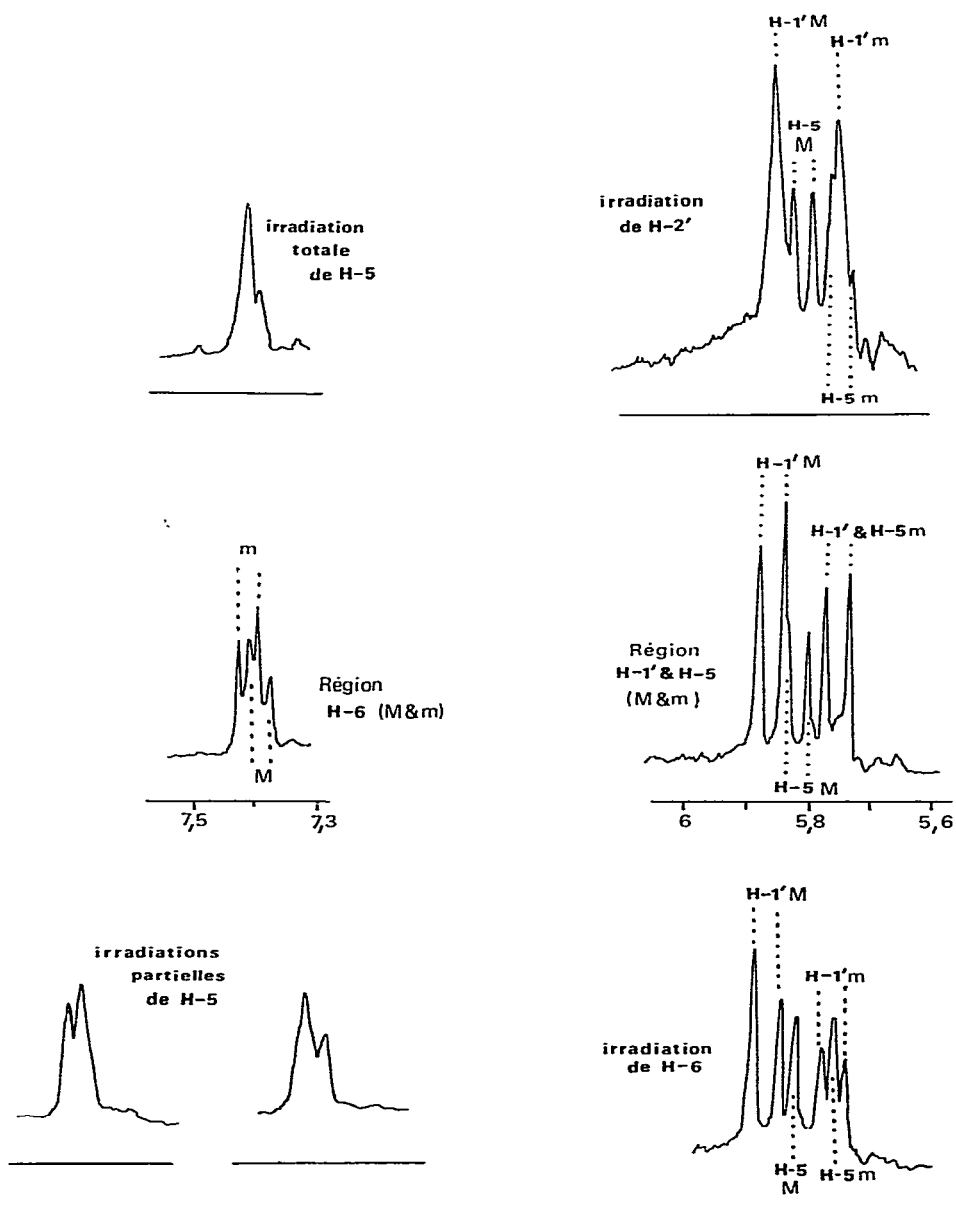 H-1′ M
H-1′ m
H-5
M
irradiation
de H-2′
irradiation
totale
de H-5
H-5 m
H-1′ M
H-1′ & H-5m
m
Région
H-1′ & H-5
(M & m)
Région
H-6 (M & m)
M
H-5 M
7,5
7,3
6
5,8
5,6
H-1′ M
irradiations
partielles
de H-5
H-1′ m
irradiation
de H-6
H-5
M
H-5 m